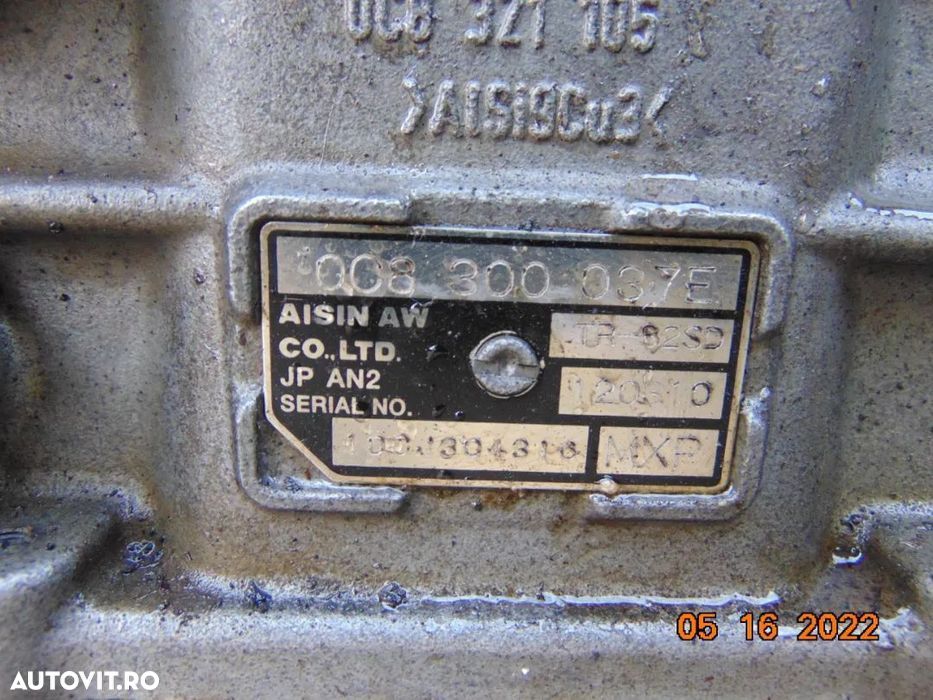 0C8 321 105
>AlSi9Cu3<
0C8 300 037E
AISIN AW
CO.,LTD.
TR-82SD
JP AN2
SERIAL NO.
MXP
05 16 2022
AUTOVIT.RO